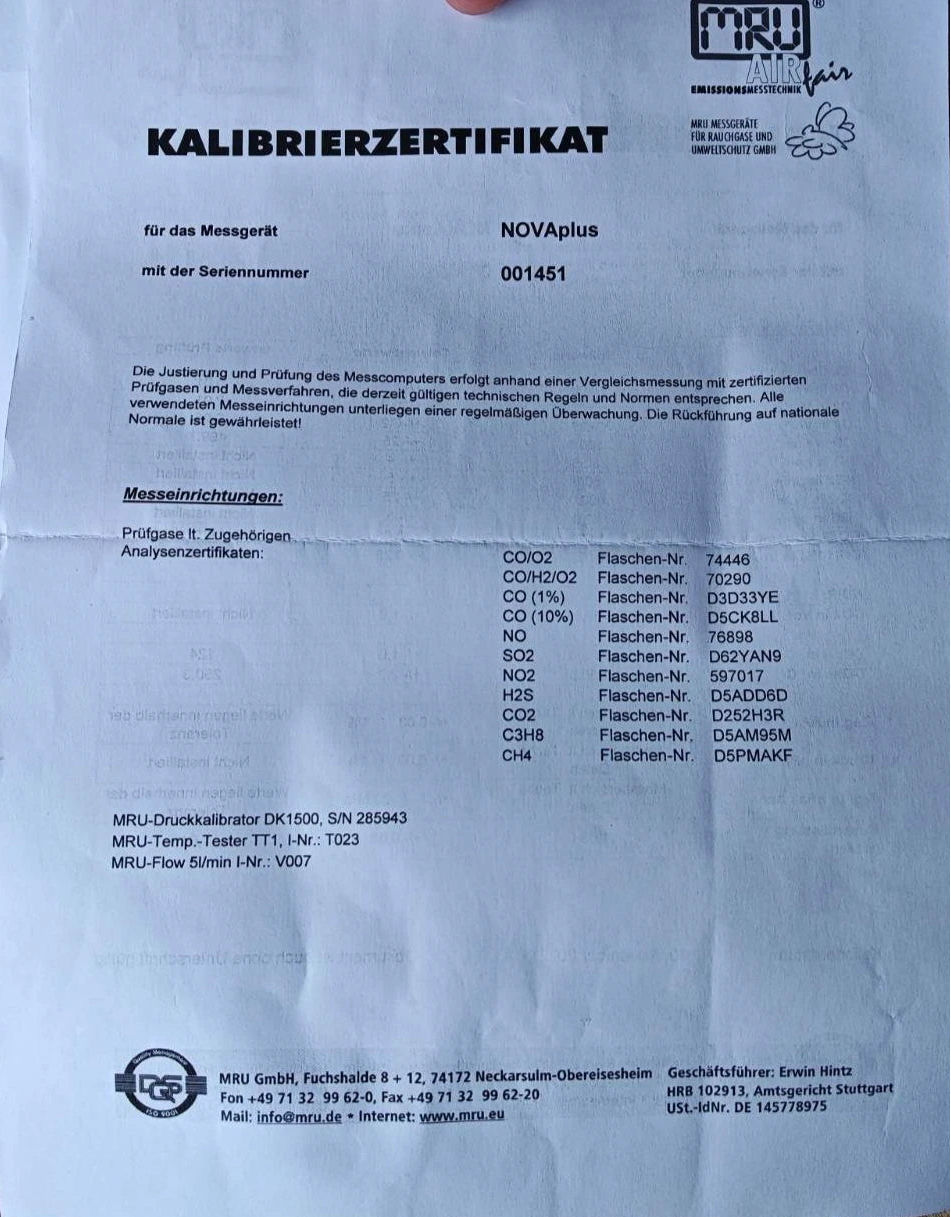 MRU®
AIR fair
EMISSIONSMESSTECHNIK
MRU MESSGERÄTE
FÜR RAUCHGASE UND
UMWELTSCHUTZ GMBH
KALIBRIERZERTIFIKAT
für das Messgerät NOVAplus
mit der Seriennummer 001451
Die Justierung und Prüfung des Messcomputers erfolgt anhand einer Vergleichsmessung mit zertifizierten
Prüfgasen und Messverfahren, die derzeit gültigen technischen Regeln und Normen entsprechen. Alle
verwendeten Messeinrichtungen unterliegen einer regelmäßigen Überwachung. Die Rückführung auf nationale
Normale ist gewährleistet!
Messeinrichtungen:
Prüfgase lt. Zugehörigen
Analysenzertifikaten:
CO/O2 Flaschen-Nr. 74446
CO/H2/O2 Flaschen-Nr. 70290
CO (1%) Flaschen-Nr. D3D33YE
CO (10%) Flaschen-Nr. D5CK8LL
NO Flaschen-Nr. 76898
SO2 Flaschen-Nr. D62YAN9
NO2 Flaschen-Nr. 597017
H2S Flaschen-Nr. D5ADD6D
CO2 Flaschen-Nr. D252H3R
C3H8 Flaschen-Nr. D5AM95M
CH4 Flaschen-Nr. D5PMAKF
MRU-Druckkalibrator DK1500, S/N 285943
MRU-Temp.-Tester TT1, I-Nr.: T023
MRU-Flow 5l/min I-Nr.: V007
Quality Management
DQS
ISO 9001
MRU GmbH, Fuchshalde 8 + 12, 74172 Neckarsulm-Obereisesheim
Fon +49 71 32 99 62-0, Fax +49 71 32 99 62-20
Mail: info@mru.de * Internet: www.mru.eu
Geschäftsführer: Erwin Hintz
HRB 102913, Amtsgericht Stuttgart
USt.-IdNr. DE 145778975